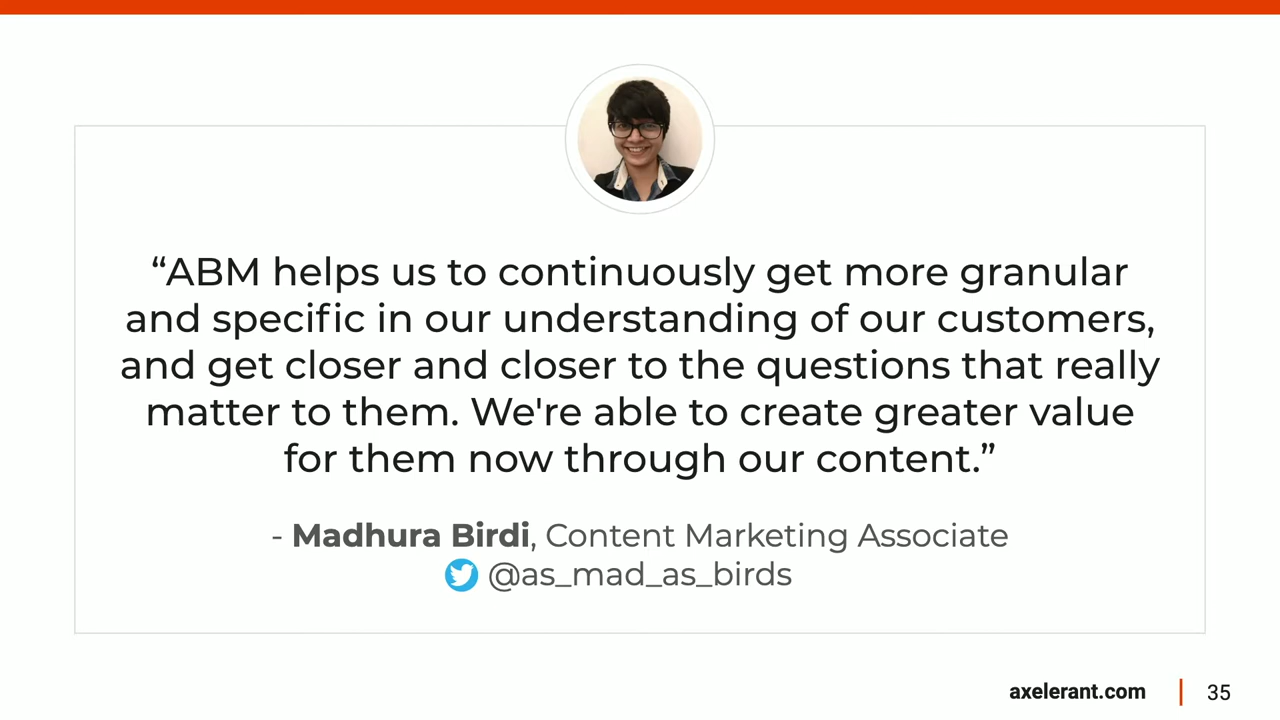 “ABM helps us to continuously get more granular
and specific in our understanding of our customers,
and get closer and closer to the questions that really
matter to them. We're able to create greater value
for them now through our content.”
- Madhura Birdi, Content Marketing Associate
@as_mad_as_birds
axelerant.com | 35